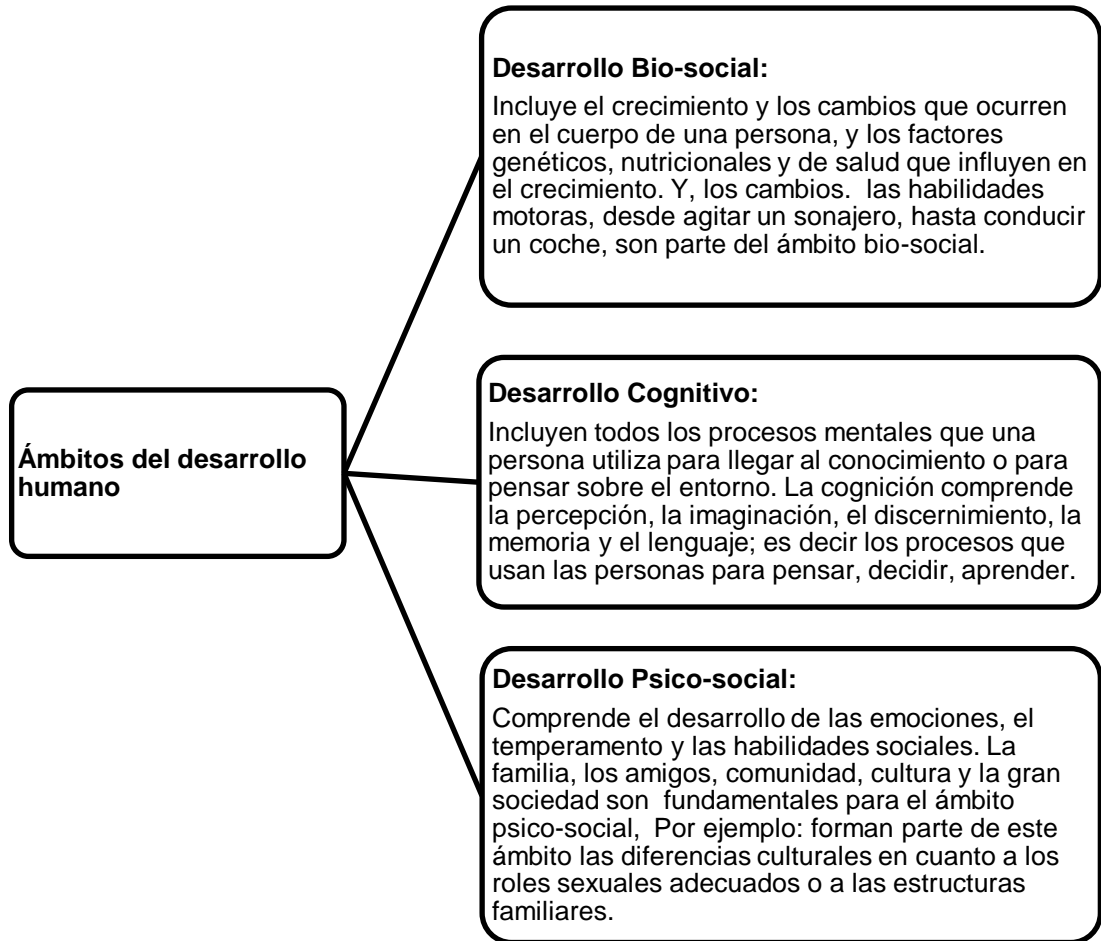 Desarrollo Bio-social:
Incluye el crecimiento y los cambios que ocurren
en el cuerpo de una persona, y los factores
genéticos, nutricionales y de salud que influyen en
el crecimiento. Y, los cambios.  las habilidades
motoras, desde agitar un sonajero, hasta conducir
un coche, son parte del ámbito bio-social.
Ámbitos del desarrollo
humano
Desarrollo Cognitivo:
Incluyen todos los procesos mentales que una
persona utiliza para llegar al conocimiento o para
pensar sobre el entorno. La cognición comprende
la percepción, la imaginación, el discernimiento, la
memoria y el lenguaje; es decir los procesos que
usan las personas para pensar, decidir, aprender.
Desarrollo Psico-social:
Comprende el desarrollo de las emociones, el
temperamento y las habilidades sociales. La
familia, los amigos, comunidad, cultura y la gran
sociedad son  fundamentales para el ámbito
psico-social,  Por ejemplo: forman parte de este
ámbito las diferencias culturales en cuanto a los
roles sexuales adecuados o a las estructuras
familiares.